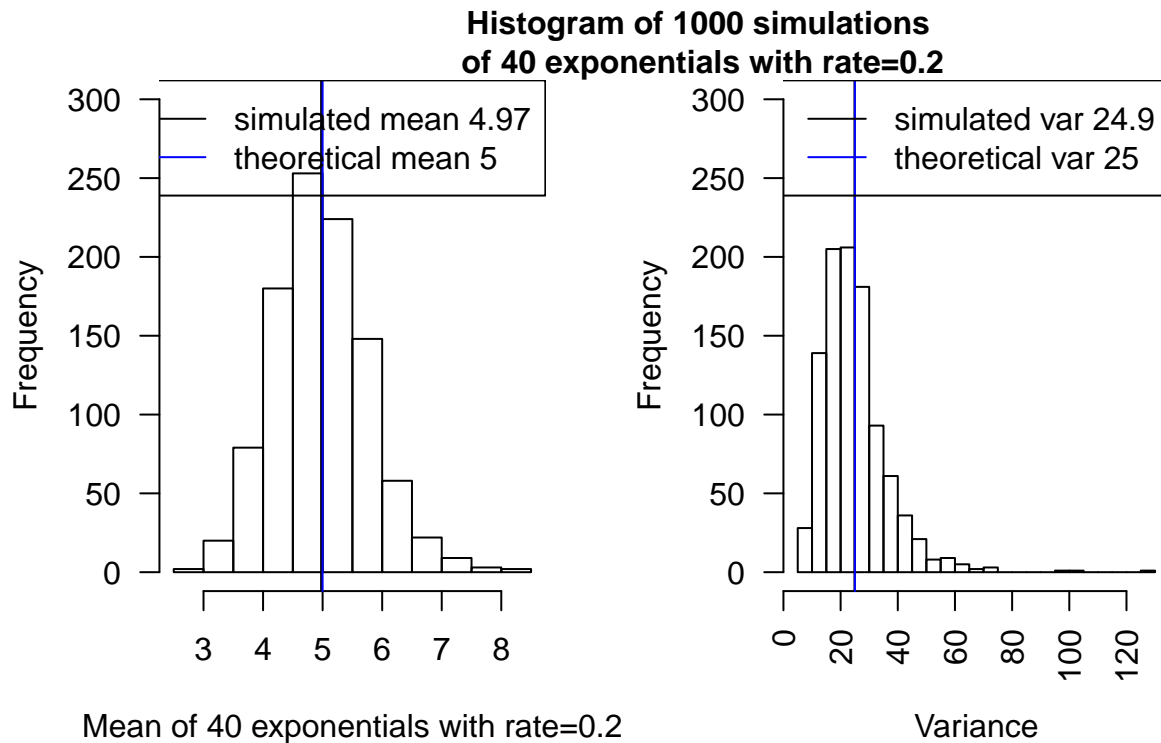 Histogram of 1000 simulations
of 40 exponentials with rate=0.2
simulated mean 4.97
theoretical mean 5
Frequency
300
250
200
150
100
50
0
3 4 5 6 7 8
Mean of 40 exponentials with rate=0.2
simulated var 24.9
theoretical var 25
Frequency
300
250
200
150
100
50
0
0 20 40 60 80 100 120
Variance